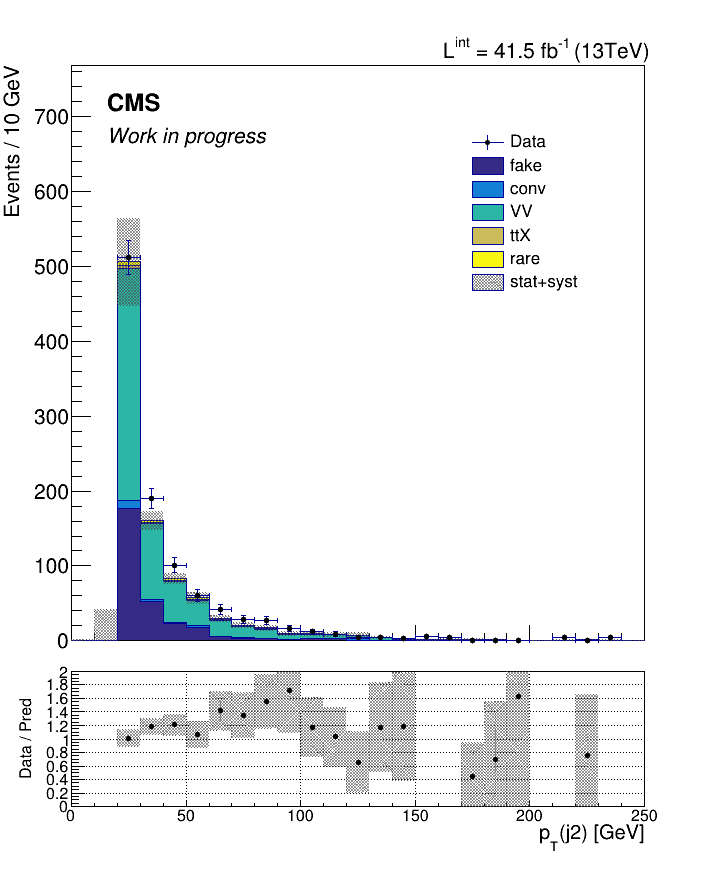 L^int = 41.5 fb^-1 (13TeV)
Events / 10 GeV
CMS
Work in progress
700
600
500
400
300
200
100
0
Data
fake
conv
VV
ttX
rare
stat+syst
Data / Pred
2
1.8
1.6
1.4
1.2
1
0.8
0.6
0.4
0.2
0
0 50 100 150 200 250
p_T(j2) [GeV]